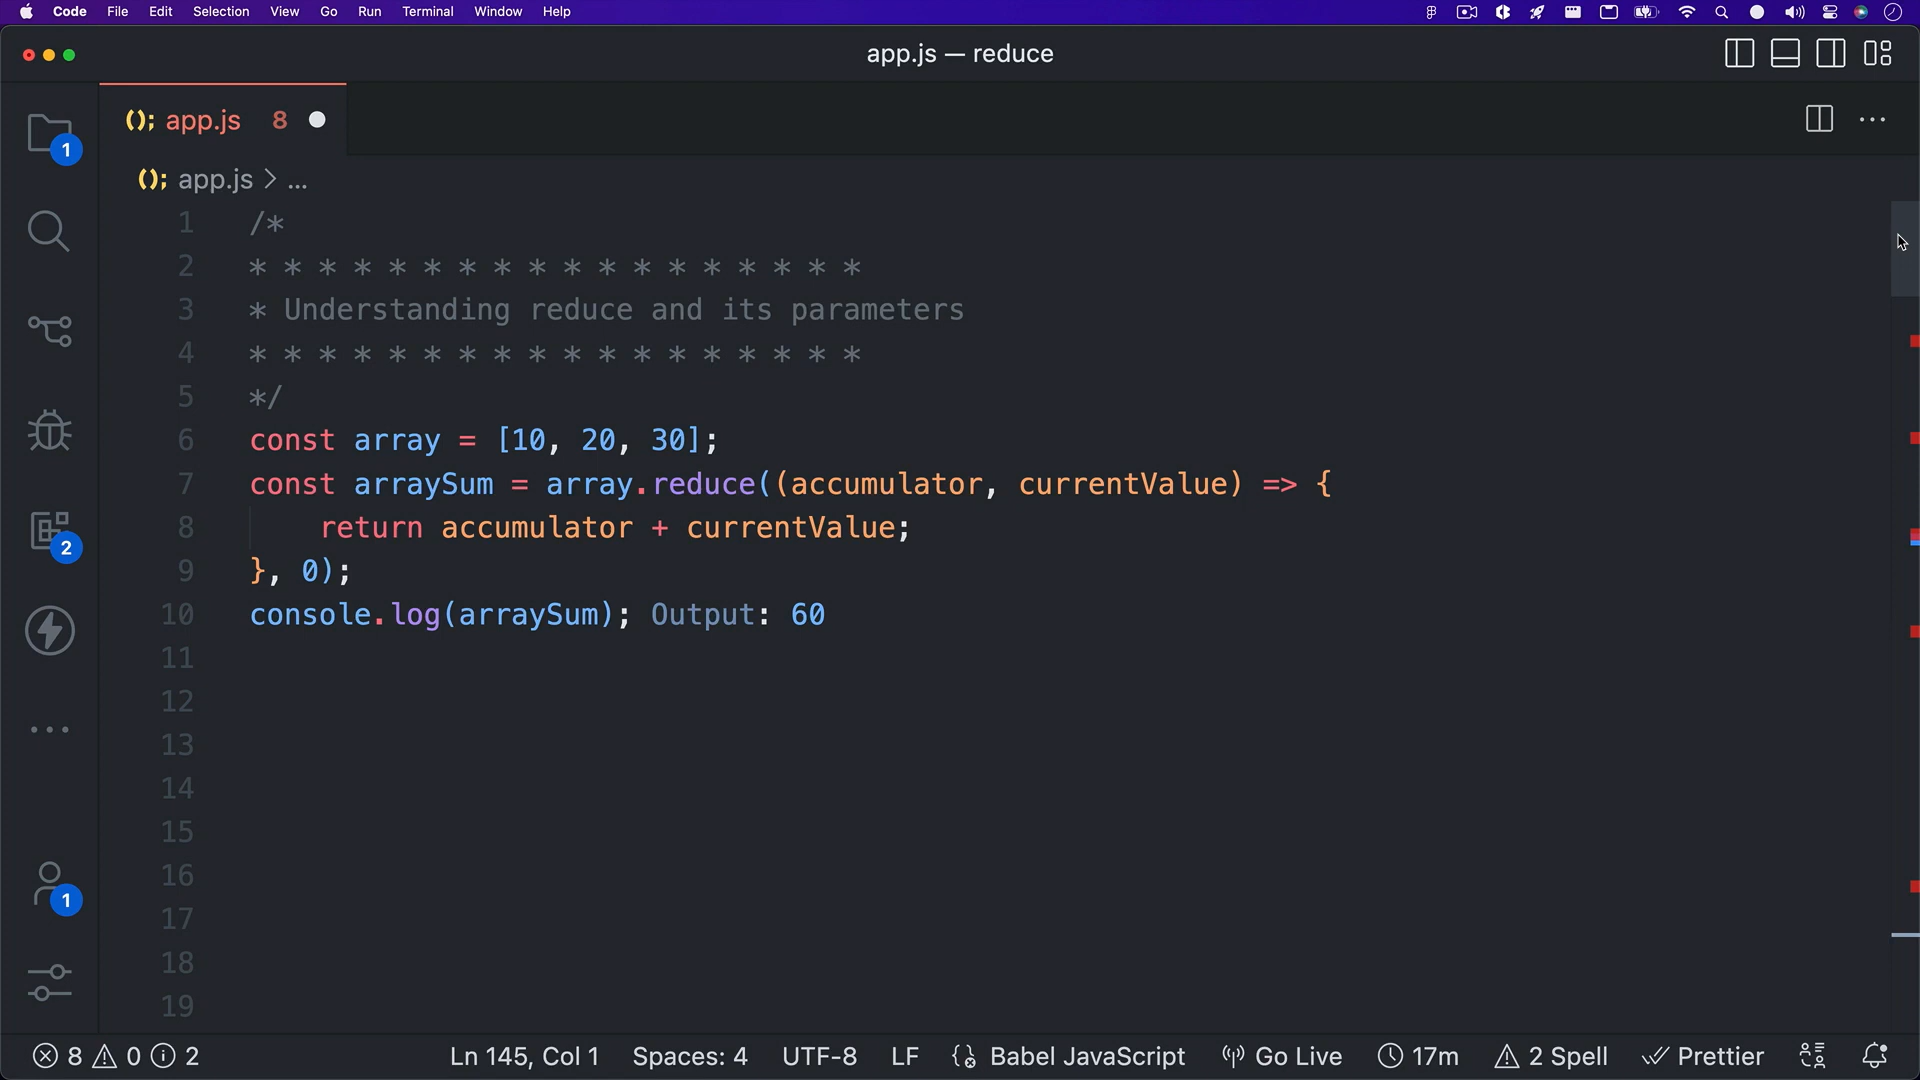 Code File Edit Selection View Go Run Terminal Window Help
app.js — reduce
(); app.js 8
(); app.js > ...
1 /*
2 * * * * * * * * * * * * * * * * * *
3 * Understanding reduce and its parameters
4 * * * * * * * * * * * * * * * * * *
5 */
6 const array = [10, 20, 30];
7 const arraySum = array.reduce((accumulator, currentValue) => {
8 return accumulator + currentValue;
9 }, 0);
10 console.log(arraySum); Output: 60
11
12
13
14
15
16
17
18
19
1
2
1
8 0 2 Ln 145, Col 1 Spaces: 4 UTF-8 LF Babel JavaScript Go Live 17m 2 Spell Prettier